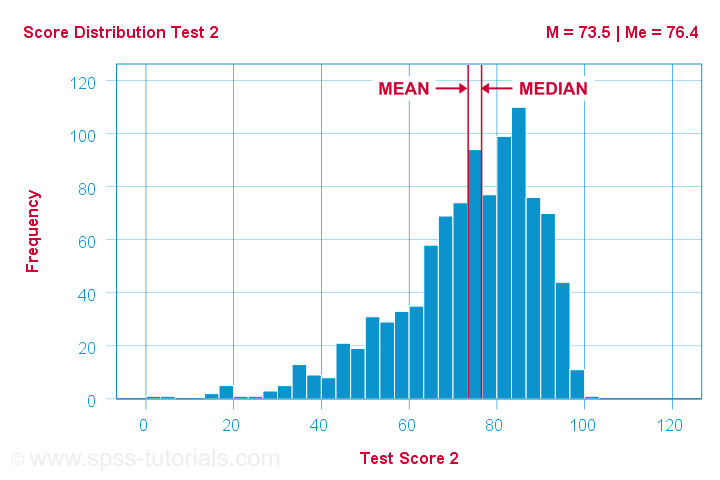 Score Distribution Test 2
M = 73.5 | Me = 76.4
MEAN
MEDIAN
120
100
80
60
40
20
0
Frequency
0 20 40 60 80 100 120
Test Score 2
© www.spss-tutorials.com